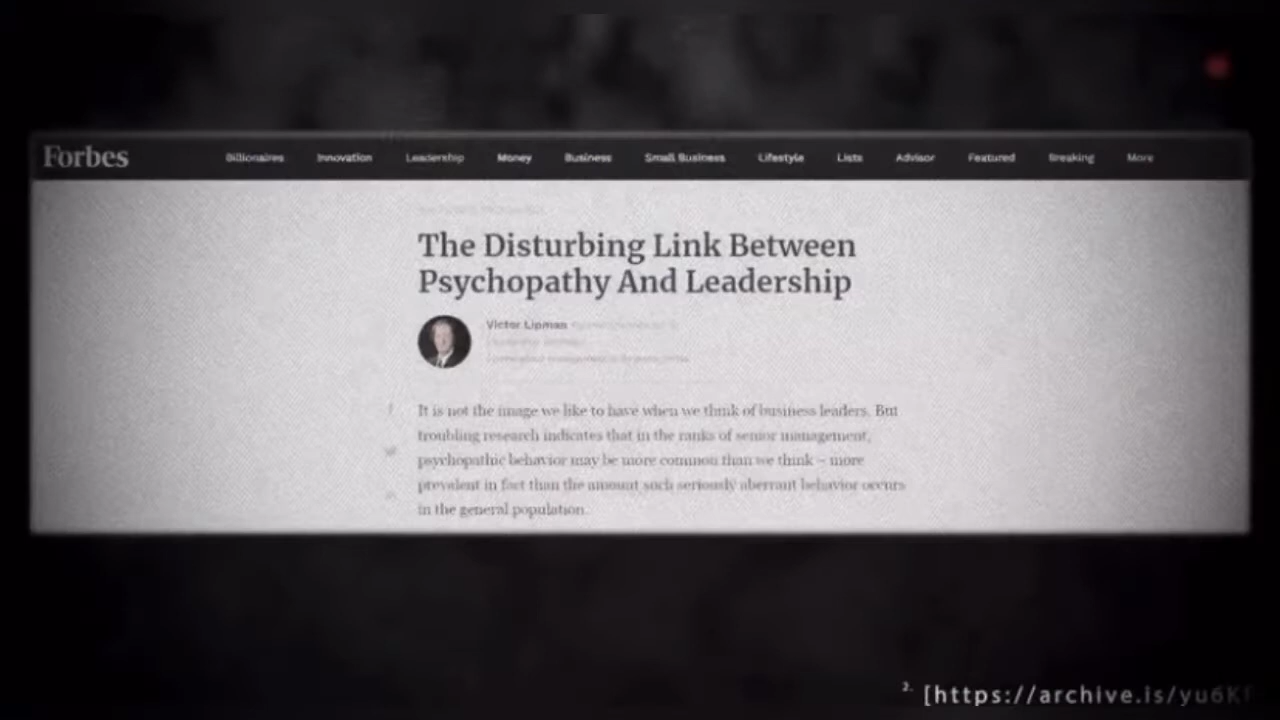 Forbes
Billionaires Innovation Leadership Money Business Small Business Lifestyle Lists Advisor Featured Breaking More
The Disturbing Link Between
Psychopathy And Leadership
Victor Lipman
It is not the image we like to have when we think of business leaders. But
troubling research indicates that in the ranks of senior management,
psychopathic behavior may be more common than we think – more
prevalent in fact than the amount such seriously aberrant behavior occurs
in the general population.
2. [https://archive.is/yu6K